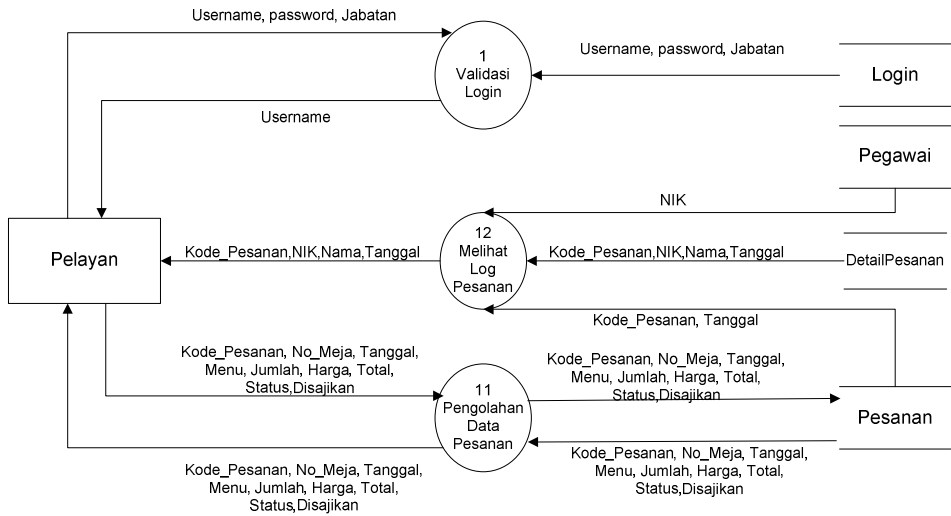 Username, password, Jabatan
1
Validasi
Login
Username, password, Jabatan
Login
Username
Pegawai
NIK
Pelayan
Kode_Pesanan,NIK,Nama,Tanggal
12
Melihat
Log
Pesanan
Kode_Pesanan,NIK,Nama,Tanggal
DetailPesanan
Kode_Pesanan, Tanggal
Kode_Pesanan, No_Meja, Tanggal,
Menu, Jumlah, Harga, Total,
Status,Disajikan
11
Pengolahan
Data
Pesanan
Kode_Pesanan, No_Meja, Tanggal,
Menu, Jumlah, Harga, Total,
Status,Disajikan
Pesanan
Kode_Pesanan, No_Meja, Tanggal,
Menu, Jumlah, Harga, Total,
Status,Disajikan
Kode_Pesanan, No_Meja, Tanggal,
Menu, Jumlah, Harga, Total,
Status,Disajikan